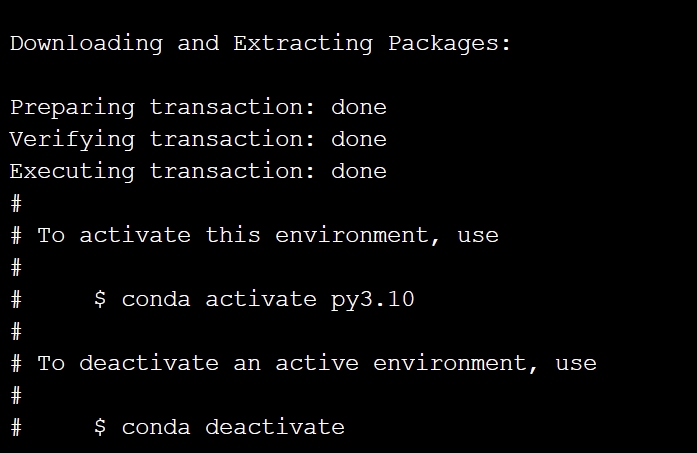 Downloading and Extracting Packages:
Preparing transaction: done
Verifying transaction: done
Executing transaction: done
#
# To activate this environment, use
#
#     $ conda activate py3.10
#
# To deactivate an active environment, use
#
#     $ conda deactivate